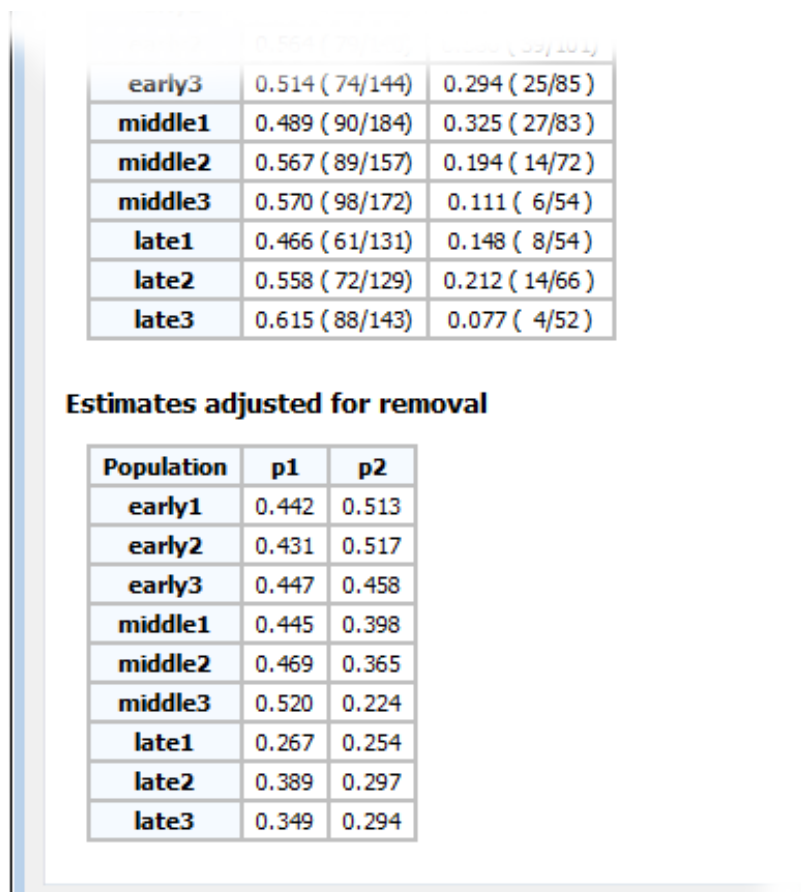 early3 0.514 ( 74/144) 0.294 ( 25/85 )
middle1 0.489 ( 90/184) 0.325 ( 27/83 )
middle2 0.567 ( 89/157) 0.194 ( 14/72 )
middle3 0.570 ( 98/172) 0.111 ( 6/54 )
late1 0.466 ( 61/131) 0.148 ( 8/54 )
late2 0.558 ( 72/129) 0.212 ( 14/66 )
late3 0.615 ( 88/143) 0.077 ( 4/52 )
Estimates adjusted for removal
Population p1 p2
early1 0.442 0.513
early2 0.431 0.517
early3 0.447 0.458
middle1 0.445 0.398
middle2 0.469 0.365
middle3 0.520 0.224
late1 0.267 0.254
late2 0.389 0.297
late3 0.349 0.294